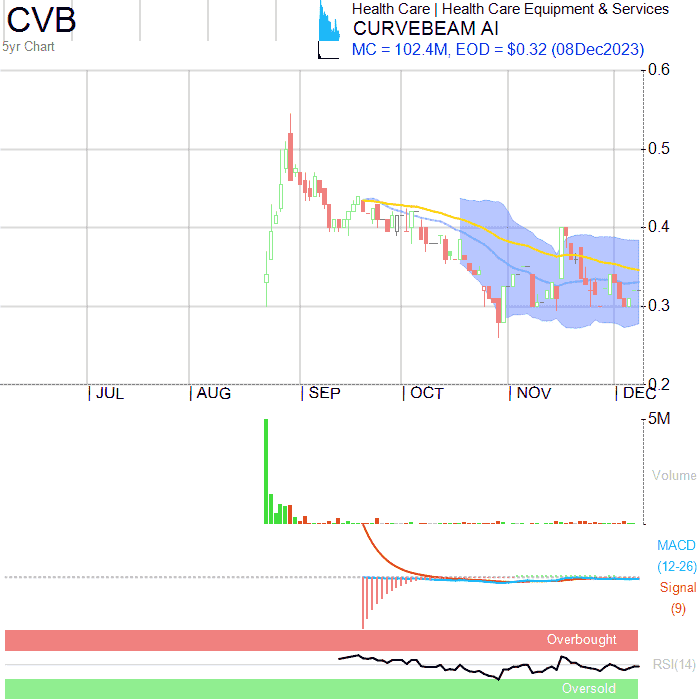 CVB
5yr Chart
Health Care | Health Care Equipment & Services
CURVEBEAM AI
MC = 102.4M, EOD = $0.32 (08Dec2023)
0.6
0.5
0.4
0.3
0.2
JUL
AUG
SEP
OCT
NOV
DEC
5M
Volume
MACD
(12-26)
Signal
(9)
Overbought
RSI(14)
Oversold